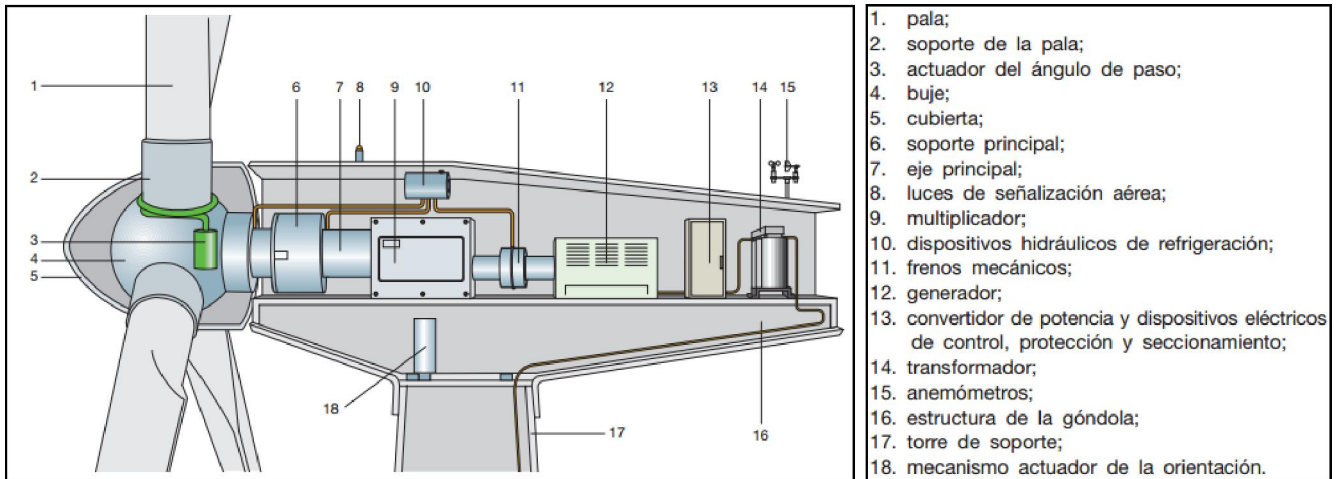 1
2
3
4
5
6
7
8
9
10
11
12
13
14
15
16
17
18
1. pala;
2. soporte de la pala;
3. actuador del ángulo de paso;
4. buje;
5. cubierta;
6. soporte principal;
7. eje principal;
8. luces de señalización aérea;
9. multiplicador;
10. dispositivos hidráulicos de refrigeración;
11. frenos mecánicos;
12. generador;
13. convertidor de potencia y dispositivos eléctricos
de control, protección y seccionamiento;
14. transformador;
15. anemómetros;
16. estructura de la góndola;
17. torre de soporte;
18. mecanismo actuador de la orientación.